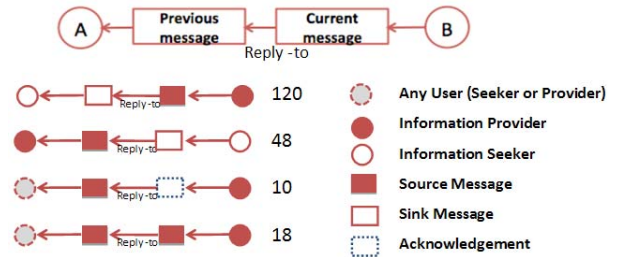 A
Previous message
Current message
B
Reply -to
Reply-to
120
Any User (Seeker or Provider)
Information Provider
Reply-to
48
Information Seeker
Source Message
Reply-to
10
Sink Message
Reply-to
18
Acknowledgement